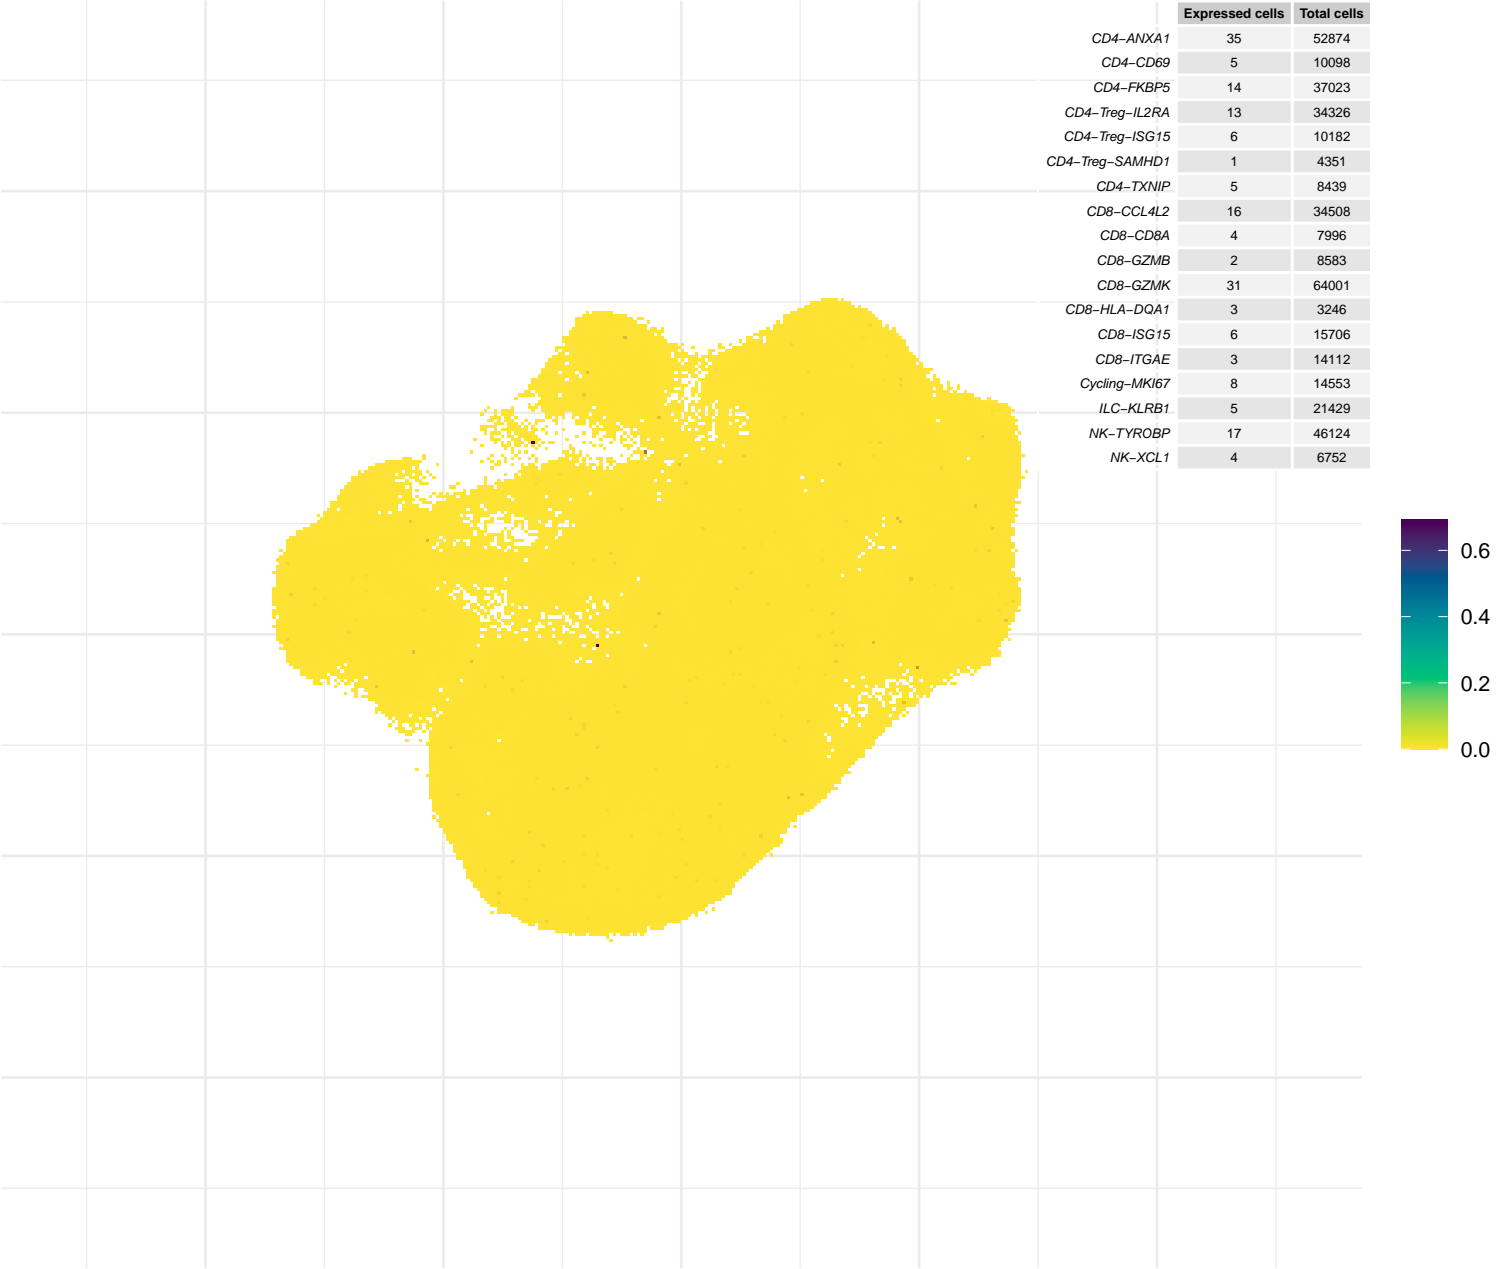 Expressed cells Total cells
CD4−ANXA1 35 52874
CD4−CD69 5 10098
CD4−FKBP5 14 37023
CD4−Treg−IL2RA 13 34326
CD4−Treg−ISG15 6 10182
CD4−Treg−SAMHD1 1 4351
CD4−TXNIP 5 8439
CD8−CCL4L2 16 34508
CD8−CD8A 4 7996
CD8−GZMB 2 8583
CD8−GZMK 31 64001
CD8−HLA−DQA1 3 3246
CD8−ISG15 6 15706
CD8−ITGAE 3 14112
Cycling−MKI67 8 14553
ILC−KLRB1 5 21429
NK−TYROBP 17 46124
NK−XCL1 4 6752
0.6
0.4
0.2
0.0